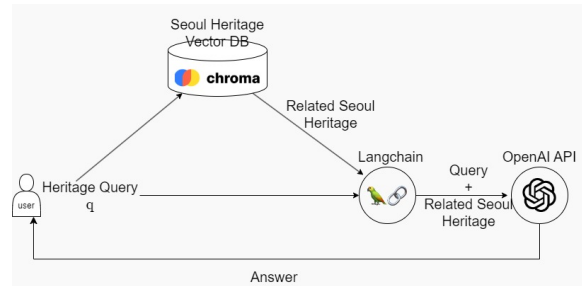 Seoul Heritage
Vector DB
chroma
Related Seoul
Heritage
Langchain
OpenAI API
Heritage Query
q
user
Query
+
Related Seoul
Heritage
Answer